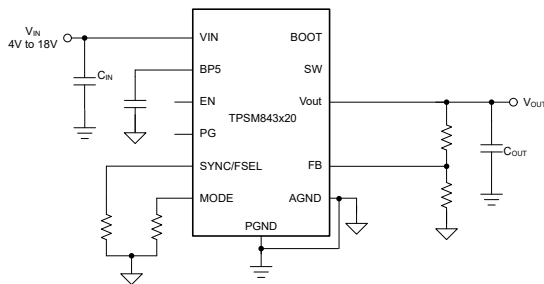 VIN
4V to 18V
CIN
VIN
BP5
EN
PG
SYNC/FSEL
MODE
TPSM843x20
PGND
BOOT
SW
Vout
FB
AGND
VOUT
COUT